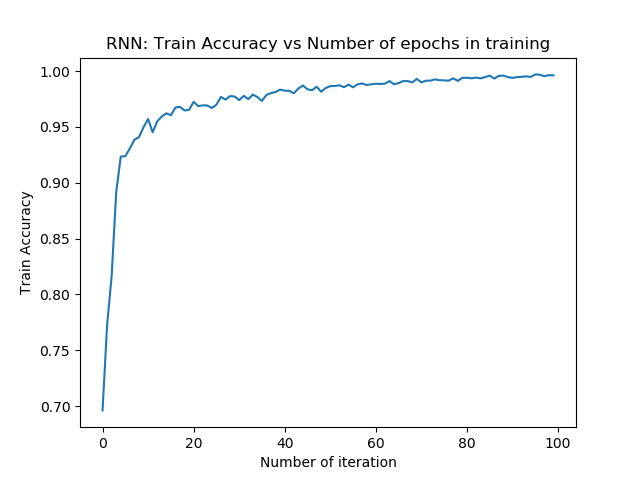 RNN: Train Accuracy vs Number of epochs in training
1.00
0.95
0.90
0.85
0.80
0.75
0.70
Train Accuracy
0 20 40 60 80 100
Number of iteration